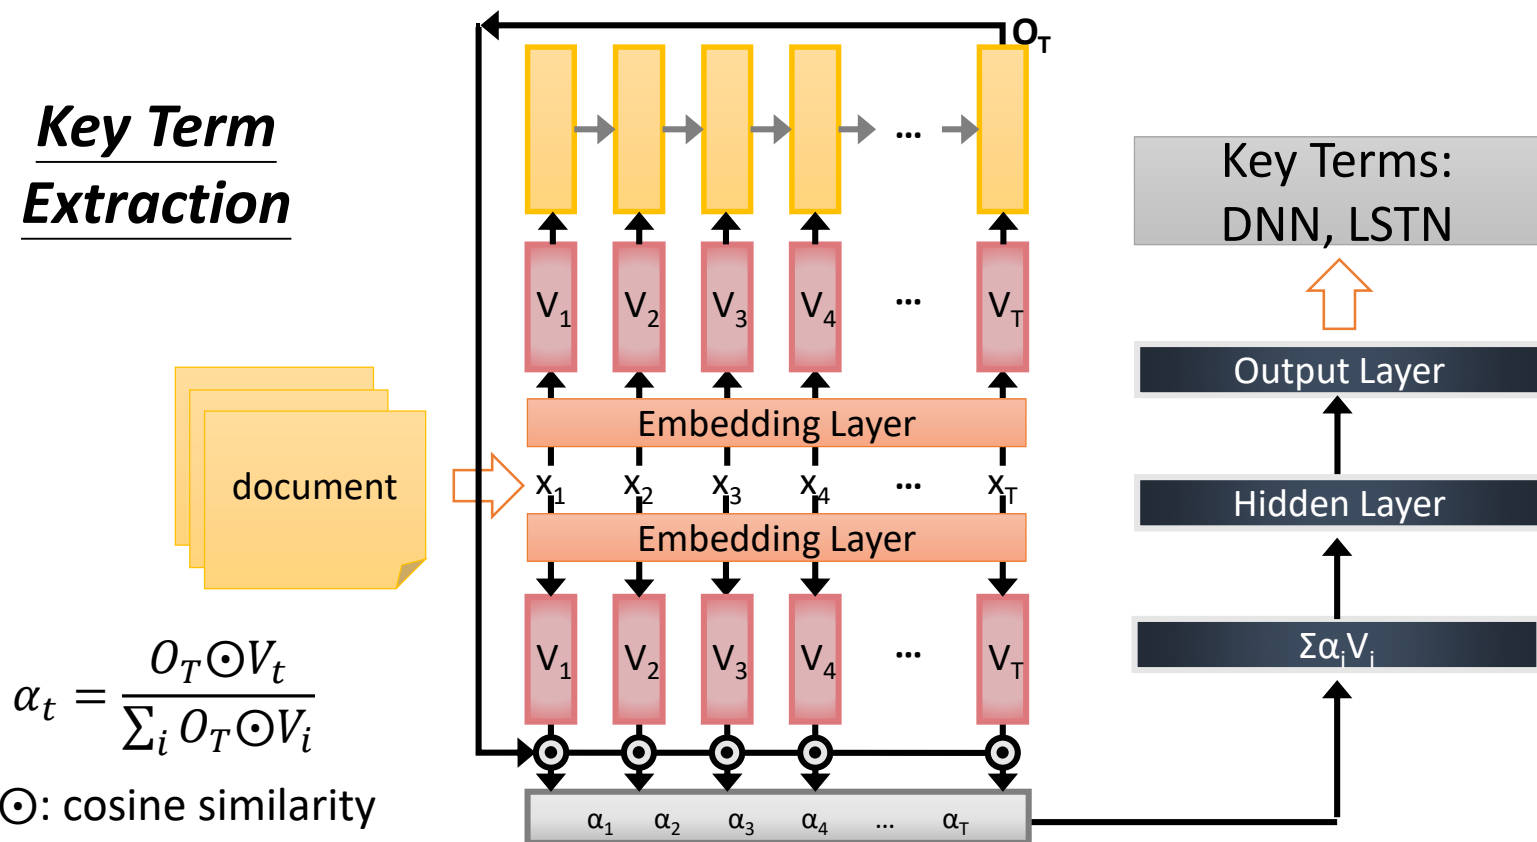 Key Term
Extraction
O_T
...
V_1 V_2 V_3 V_4 ... V_T
Embedding Layer
document
x_1 x_2 x_3 x_4 ... x_T
Embedding Layer
V_1 V_2 V_3 V_4 ... V_T
α_1 α_2 α_3 α_4 ... α_T
α_t = O_T⊙V_t / ∑_i O_T⊙V_i
⊙: cosine similarity
Key Terms:
DNN, LSTN
Output Layer
Hidden Layer
Σα_iV_i